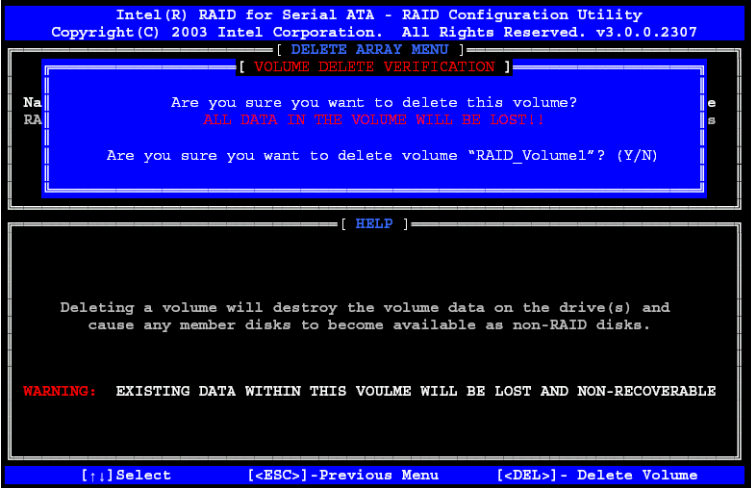 Intel(R) RAID for Serial ATA - RAID Configuration Utility
Copyright(C) 2003 Intel Corporation. All Rights Reserved. v3.0.0.2307
[ DELETE ARRAY MENU ]
[ VOLUME DELETE VERIFICATION ]
Na
e
Are you sure you want to delete this volume?
RA
s
ALL DATA IN THE VOLUME WILL BE LOST!!
Are you sure you want to delete volume “RAID_Volume1”? (Y/N)
[ HELP ]
Deleting a volume will destroy the volume data on the drive(s) and
cause any member disks to become available as non-RAID disks.
WARNING: EXISTING DATA WITHIN THIS VOULME WILL BE LOST AND NON-RECOVERABLE
[↑↓]Select [<ESC>]-Previous Menu [<DEL>]- Delete Volume